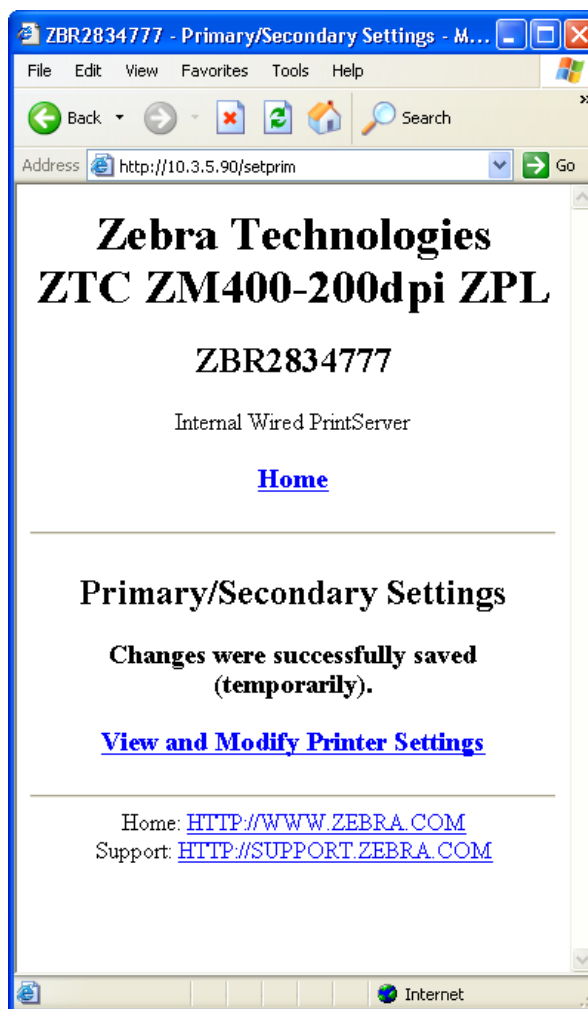 ZBR2834777 - Primary/Secondary Settings - M...
File Edit View Favorites Tools Help
Back Search »
Address http://10.3.5.90/setprim Go
Zebra Technologies
ZTC ZM400-200dpi ZPL
ZBR2834777
Internal Wired PrintServer
Home
Primary/Secondary Settings
Changes were successfully saved
(temporarily).
View and Modify Printer Settings
Home: HTTP://WWW.ZEBRA.COM
Support: HTTP://SUPPORT.ZEBRA.COM
Internet